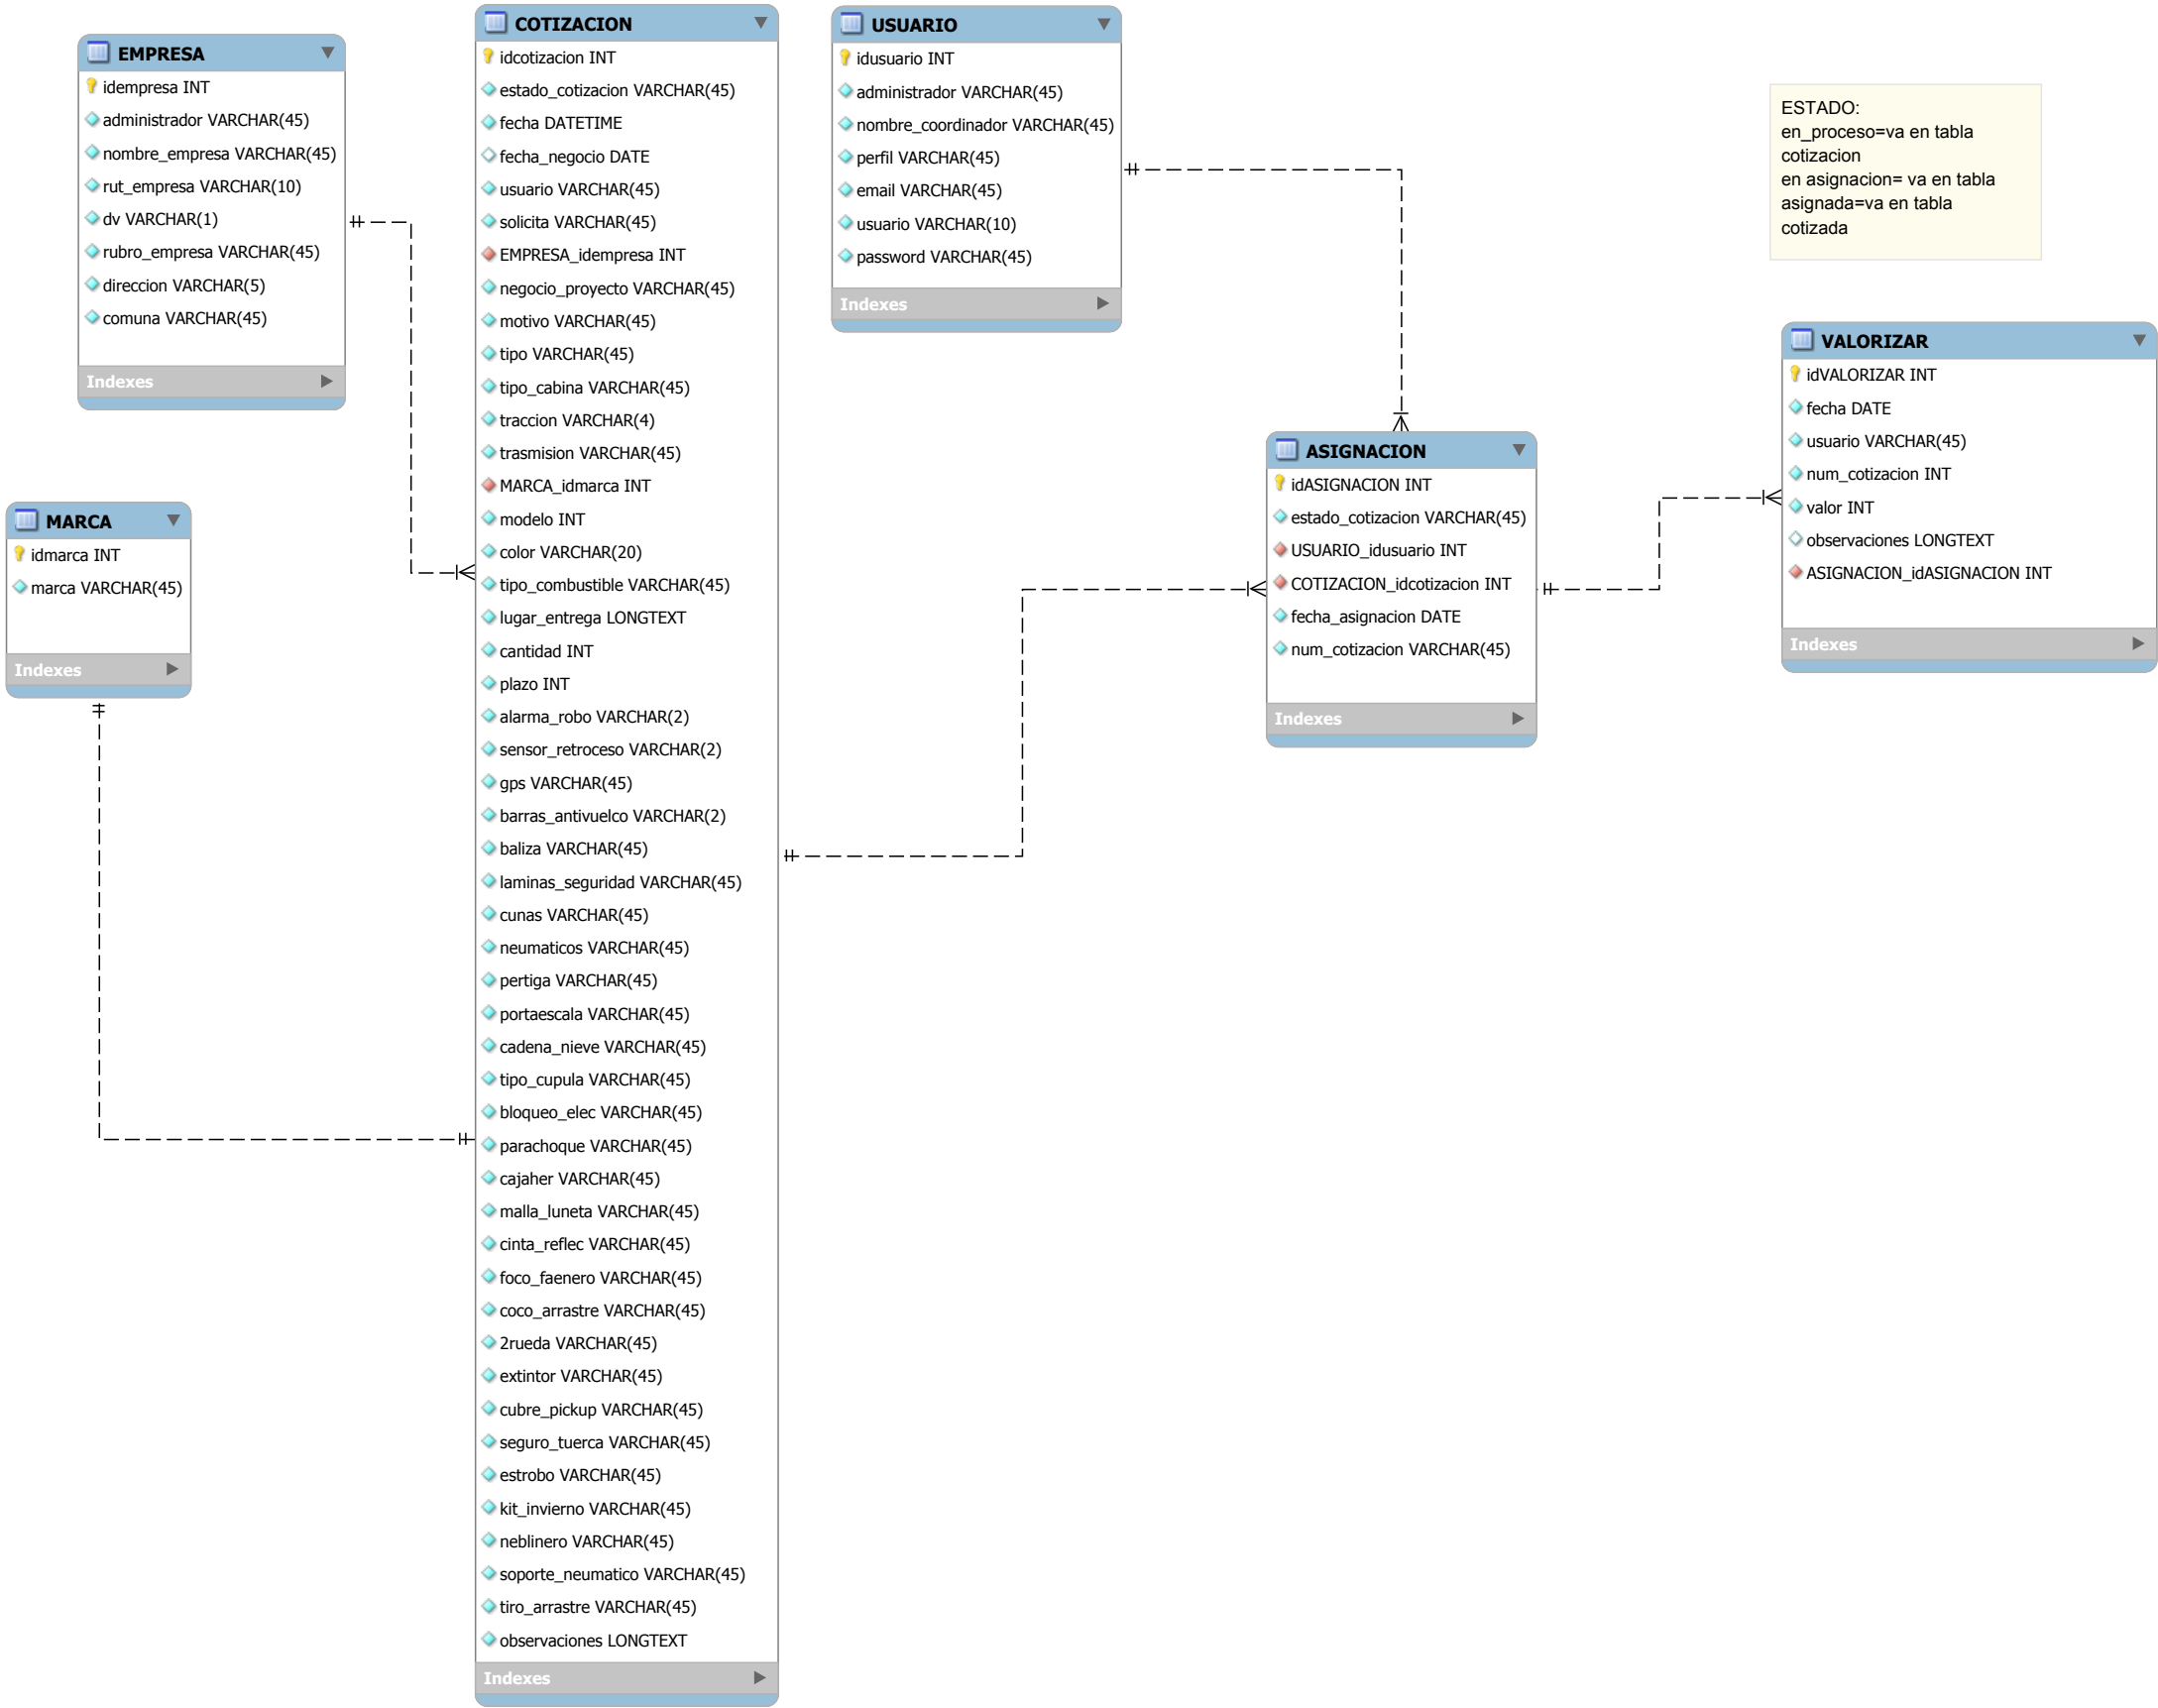 EMPRESA
idempresa INT
administrador VARCHAR(45)
nombre_empresa VARCHAR(45)
rut_empresa VARCHAR(10)
dv VARCHAR(1)
rubro_empresa VARCHAR(45)
direccion VARCHAR(5)
comuna VARCHAR(45)
Indexes
MARCA
idmarca INT
marca VARCHAR(45)
Indexes
COTIZACION
idcotizacion INT
estado_cotizacion VARCHAR(45)
fecha DATETIME
fecha_negocio DATE
usuario VARCHAR(45)
solicita VARCHAR(45)
EMPRESA_idempresa INT
negocio_proyecto VARCHAR(45)
motivo VARCHAR(45)
tipo VARCHAR(45)
tipo_cabina VARCHAR(45)
traccion VARCHAR(4)
trasmision VARCHAR(45)
MARCA_idmarca INT
modelo INT
color VARCHAR(20)
tipo_combustible VARCHAR(45)
lugar_entrega LONGTEXT
cantidad INT
plazo INT
alarma_robo VARCHAR(2)
sensor_retroceso VARCHAR(2)
gps VARCHAR(45)
barras_antivuelco VARCHAR(2)
baliza VARCHAR(45)
laminas_seguridad VARCHAR(45)
cunas VARCHAR(45)
neumaticos VARCHAR(45)
pertiga VARCHAR(45)
portaescala VARCHAR(45)
cadena_nieve VARCHAR(45)
tipo_cupula VARCHAR(45)
bloqueo_elec VARCHAR(45)
parachoque VARCHAR(45)
cajaher VARCHAR(45)
malla_luneta VARCHAR(45)
cinta_reflec VARCHAR(45)
foco_faenero VARCHAR(45)
coco_arrastre VARCHAR(45)
2rueda VARCHAR(45)
extintor VARCHAR(45)
cubre_pickup VARCHAR(45)
seguro_tuerca VARCHAR(45)
estrobo VARCHAR(45)
kit_invierno VARCHAR(45)
neblinero VARCHAR(45)
soporte_neumatico VARCHAR(45)
tiro_arrastre VARCHAR(45)
observaciones LONGTEXT
Indexes
USUARIO
idusuario INT
administrador VARCHAR(45)
nombre_coordinador VARCHAR(45)
perfil VARCHAR(45)
email VARCHAR(45)
usuario VARCHAR(10)
password VARCHAR(45)
Indexes
ASIGNACION
idASIGNACION INT
estado_cotizacion VARCHAR(45)
USUARIO_idusuario INT
COTIZACION_idcotizacion INT
fecha_asignacion DATE
num_cotizacion VARCHAR(45)
Indexes
ESTADO:
en_proceso=va en tabla
cotizacion
en asignacion= va en tabla
asignada=va en tabla
cotizada
VALORIZAR
idVALORIZAR INT
fecha DATE
usuario VARCHAR(45)
num_cotizacion INT
valor INT
observaciones LONGTEXT
ASIGNACION_idASIGNACION INT
Indexes